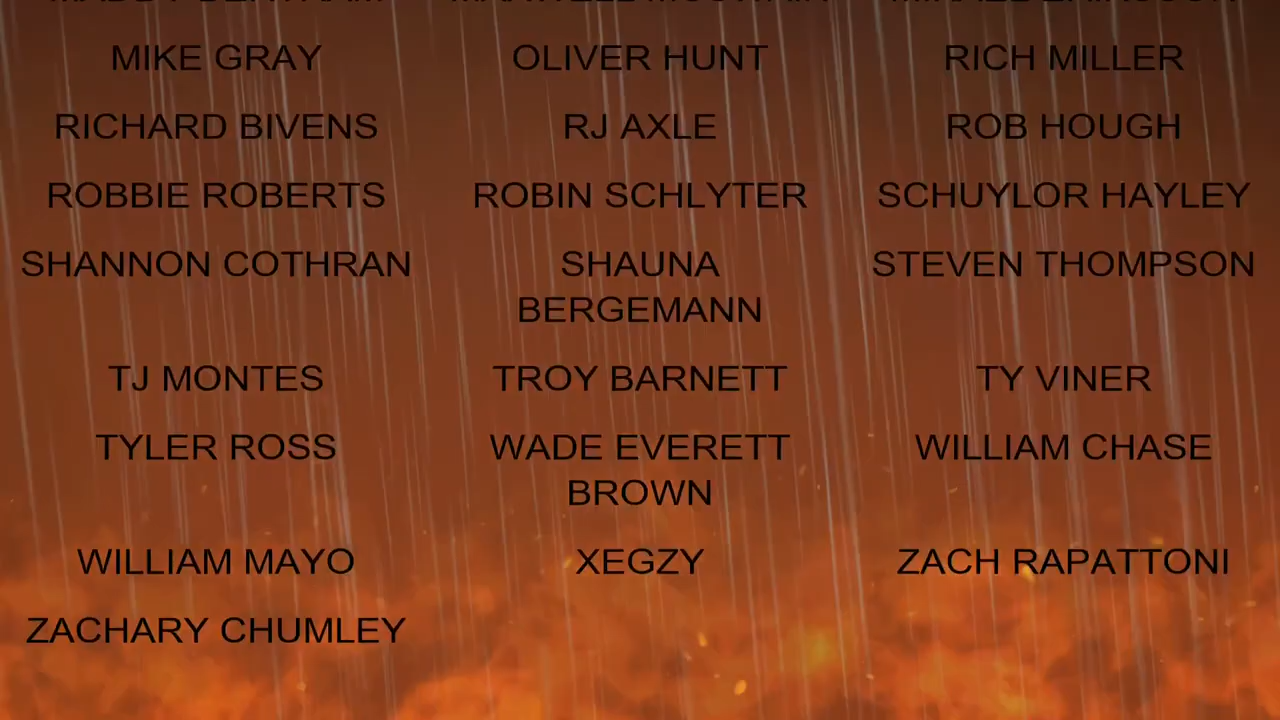 MIKE GRAY OLIVER HUNT RICH MILLER
RICHARD BIVENS RJ AXLE ROB HOUGH
ROBBIE ROBERTS ROBIN SCHLYTER SCHUYLOR HAYLEY
SHANNON COTHRAN SHAUNA STEVEN THOMPSON
BERGEMANN
TJ MONTES TROY BARNETT TY VINER
TYLER ROSS WADE EVERETT WILLIAM CHASE
BROWN
WILLIAM MAYO XEGZY ZACH RAPATTONI
ZACHARY CHUMLEY